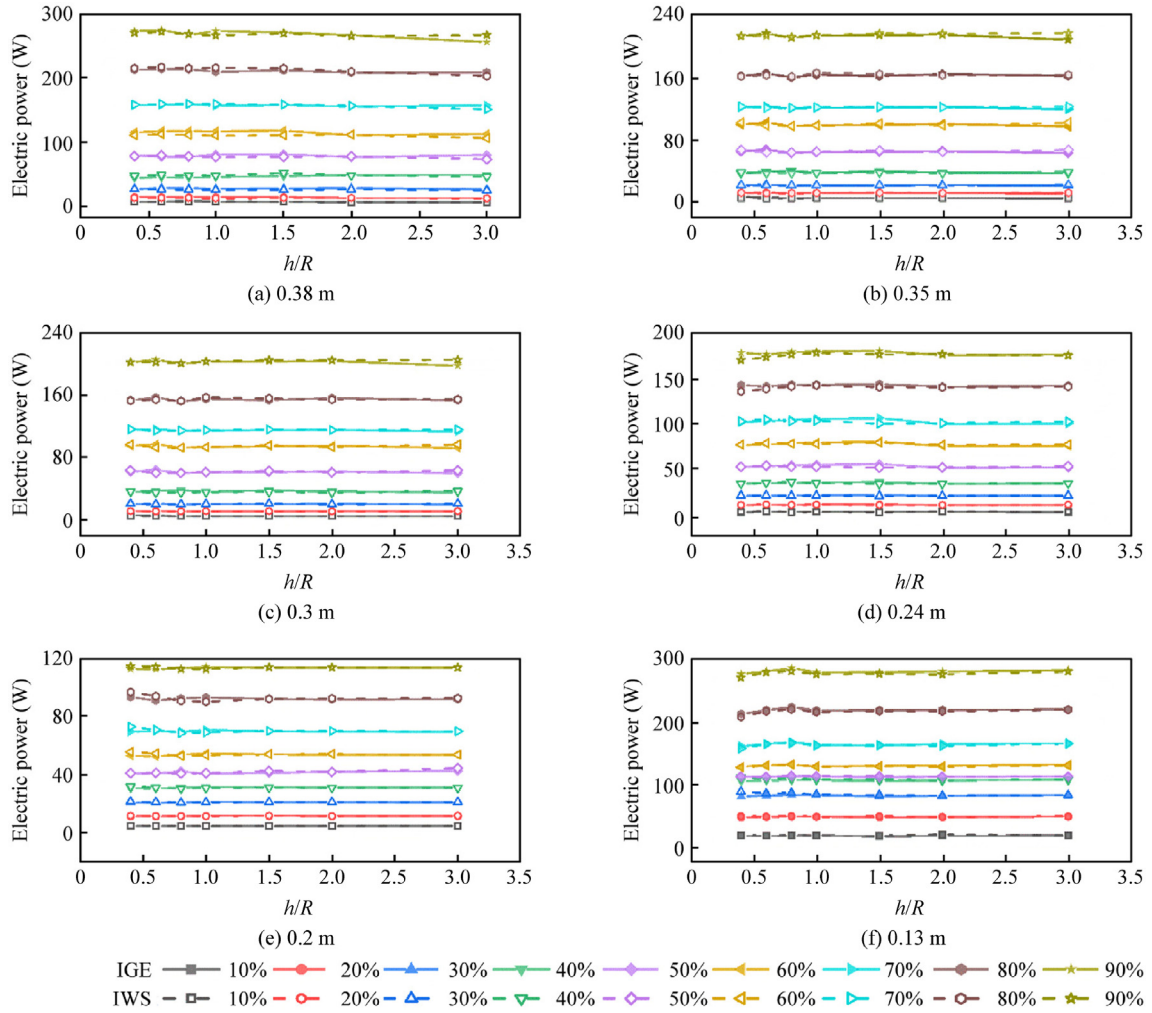 300
200
100
0
Electric power (W)
0 0.5 1.0 1.5 2.0 2.5 3.0 3.5
h/R
(a) 0.38 m
240
160
80
0
Electric power (W)
0 0.5 1.0 1.5 2.0 2.5 3.0 3.5
h/R
(b) 0.35 m
240
160
80
0
Electric power (W)
0 0.5 1.0 1.5 2.0 2.5 3.0 3.5
h/R
(c) 0.3 m
200
150
100
50
0
Electric power (W)
0 0.5 1.0 1.5 2.0 2.5 3.0 3.5
h/R
(d) 0.24 m
120
80
40
0
Electric power (W)
0 0.5 1.0 1.5 2.0 2.5 3.0 3.5
h/R
(e) 0.2 m
300
200
100
0
Electric power (W)
0 0.5 1.0 1.5 2.0 2.5 3.0 3.5
h/R
(f) 0.13 m
IGE 10% 20% 30% 40% 50% 60% 70% 80% 90%
IWS 10% 20% 30% 40% 50% 60% 70% 80% 90%